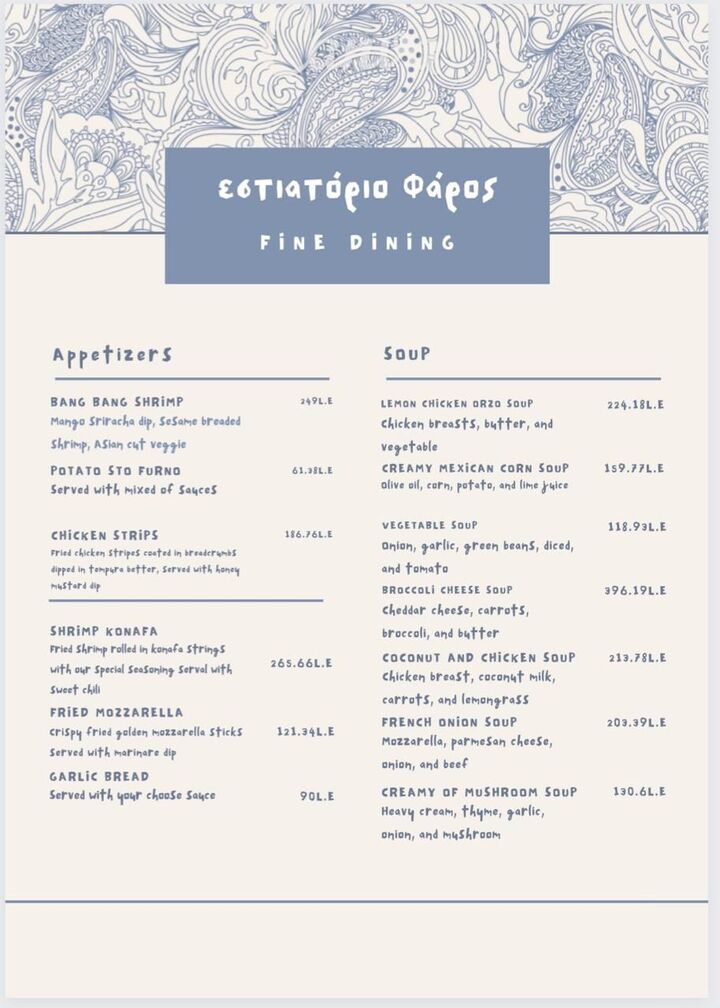 εστιατόριο Φάρος
FINE DINING
Appetizers
BANG BANG SHRIMP 249L.E
Mango Sriracha dip, Sesame breaded
Shrimp, Asian cut veggie
POTATO STO FURNO 61.38L.E
Served with mixed of sauces
CHICKEN STRIPS 186.76L.E
Fried chicken stripes coated in breadcrumbs
dipped in tempura better, served with honey
mustard dip
SHRIMP KONAFA
Fried Shrimp rolled in konafa strings
with our special seasoning serval with 265.66L.E
sweet chili
FRIED MOZZARELLA
Crispy fried golden mozzarella sticks 121.34L.E
Served with marinare dip
GARLIC BREAD
Served with your choose sauce 90L.E
Soup
LEMON CHICKEN ORZO SOUP 224.18L.E
Chicken breasts, butter, and
vegetable
CREAMY MEXICAN CORN SOUP 159.77L.E
Olive oil, corn, potato, and lime juice
VEGETABLE SOUP 118.93L.E
Onion, garlic, green beans, diced,
and tomato
BROCCOLI CHEESE SOUP 396.19L.E
Cheddar cheese, carrots,
broccoli, and butter
COCONUT AND CHICKEN SOUP 213.78L.E
Chicken breast, coconut milk,
carrots, and lemongrass
FRENCH ONION SOUP 203.39L.E
Mozzarella, parmesan cheese,
onion, and beef
CREAMY OF MUSHROOM SOUP 130.6L.E
Heavy cream, thyme, garlic,
onion, and mushroom